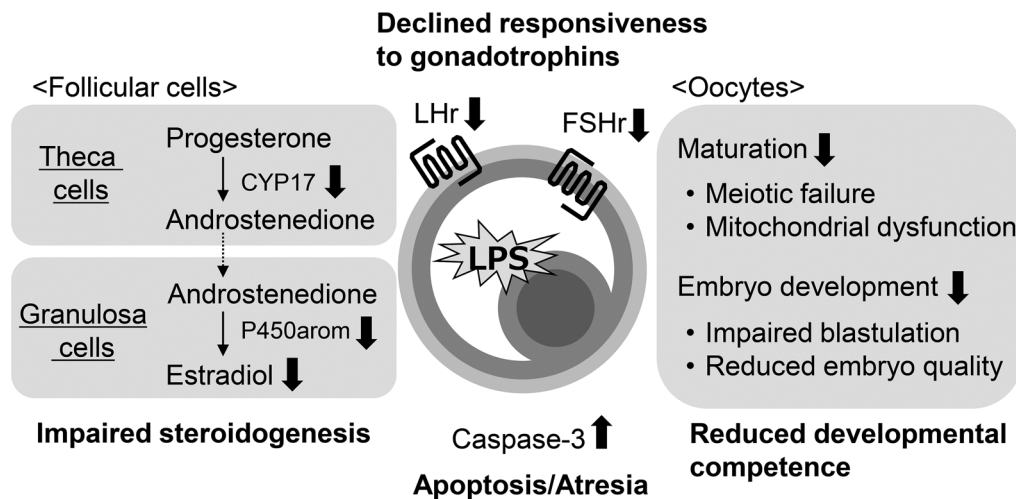 Declined responsiveness
to gonadotrophins
<Follicular cells>
Theca
cells
Progesterone
CYP17
Androstenedione
Granulosa
cells
Androstenedione
P450arom
Estradiol
Impaired steroidogenesis
LHr
FSHr
LPS
Caspase-3
Apoptosis/Atresia
<Oocytes>
Maturation
• Meiotic failure
• Mitochondrial dysfunction
Embryo development
• Impaired blastulation
• Reduced embryo quality
Reduced developmental
competence